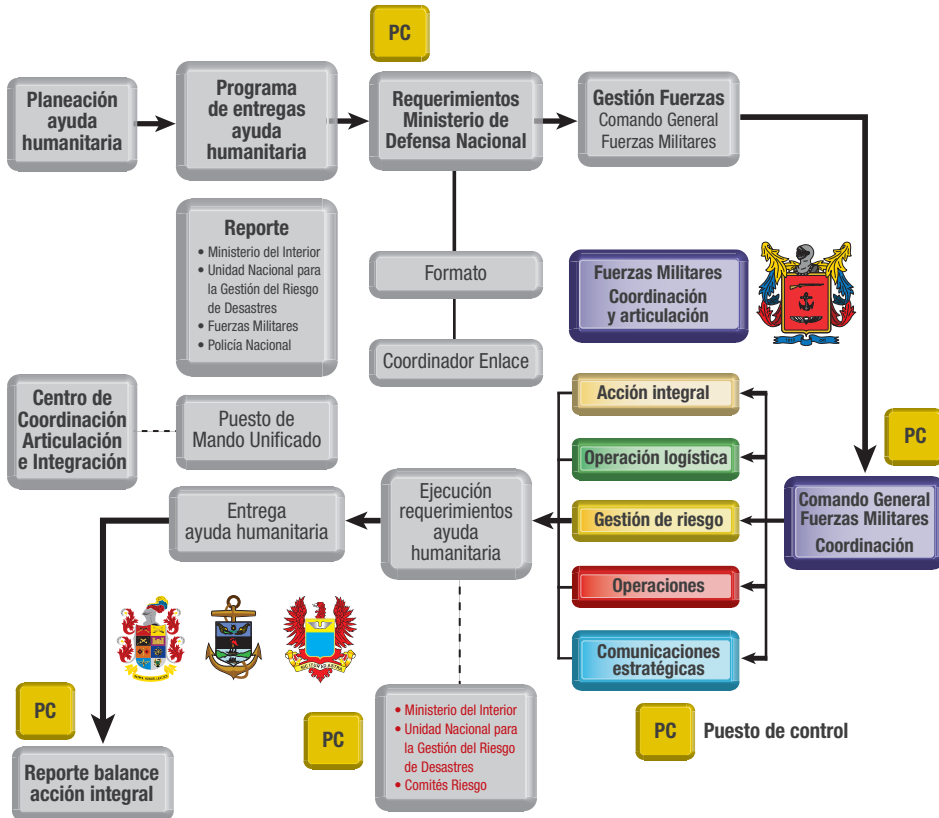 PC
Planeación
ayuda
humanitaria
Programa
de entregas
ayuda
humanitaria
Requerimientos
Ministerio de
Defensa Nacional
Gestión Fuerzas
Comando General
Fuerzas Militares
Reporte
• Ministerio del Interior
• Unidad Nacional para
la Gestión del Riesgo
de Desastres
• Fuerzas Militares
• Policía Nacional
Formato
Coordinador Enlace
Fuerzas Militares
Coordinación
y articulación
Centro de
Coordinación
Articulación
e Integración
Puesto de
Mando Unificado
Acción integral
Operación logística
Gestión de riesgo
Operaciones
Comunicaciones
estratégicas
PC
Comando General
Fuerzas Militares
Coordinación
Ejecución
requerimientos
ayuda
humanitaria
Entrega
ayuda humanitaria
PC
Reporte balance
acción integral
PC
• Ministerio del Interior
• Unidad Nacional para
la Gestión del Riesgo
de Desastres
• Comités Riesgo
PC
Puesto de control